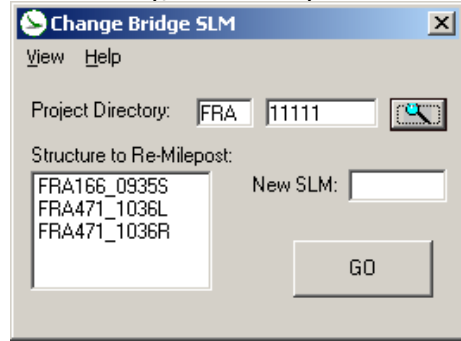 Change Bridge SLM
View Help
Project Directory: FRA 11111
Structure to Re-Milepost:
FRA166_0935S
FRA471_1036L
FRA471_1036R
New SLM:
GO